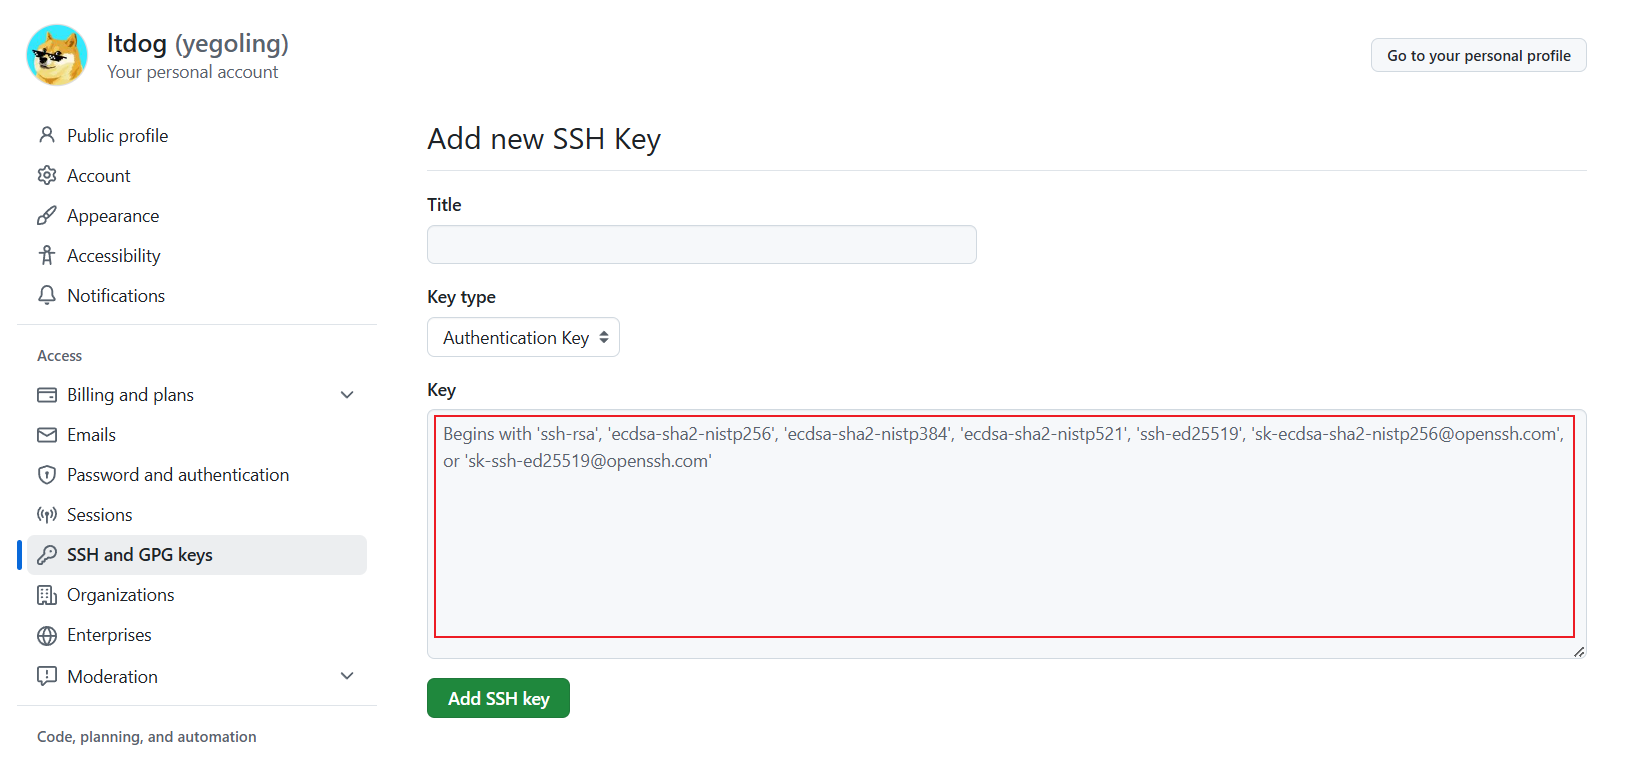 ltdog (yegoling)
Your personal account
Go to your personal profile
Public profile
Account
Appearance
Accessibility
Notifications
Access
Billing and plans
Emails
Password and authentication
Sessions
SSH and GPG keys
Organizations
Enterprises
Moderation
Code, planning, and automation
Add new SSH Key
Title
Key type
Authentication Key
Key
Begins with 'ssh-rsa', 'ecdsa-sha2-nistp256', 'ecdsa-sha2-nistp384', 'ecdsa-sha2-nistp521', 'ssh-ed25519', 'sk-ecdsa-sha2-nistp256@openssh.com',
or 'sk-ssh-ed25519@openssh.com'
Add SSH key